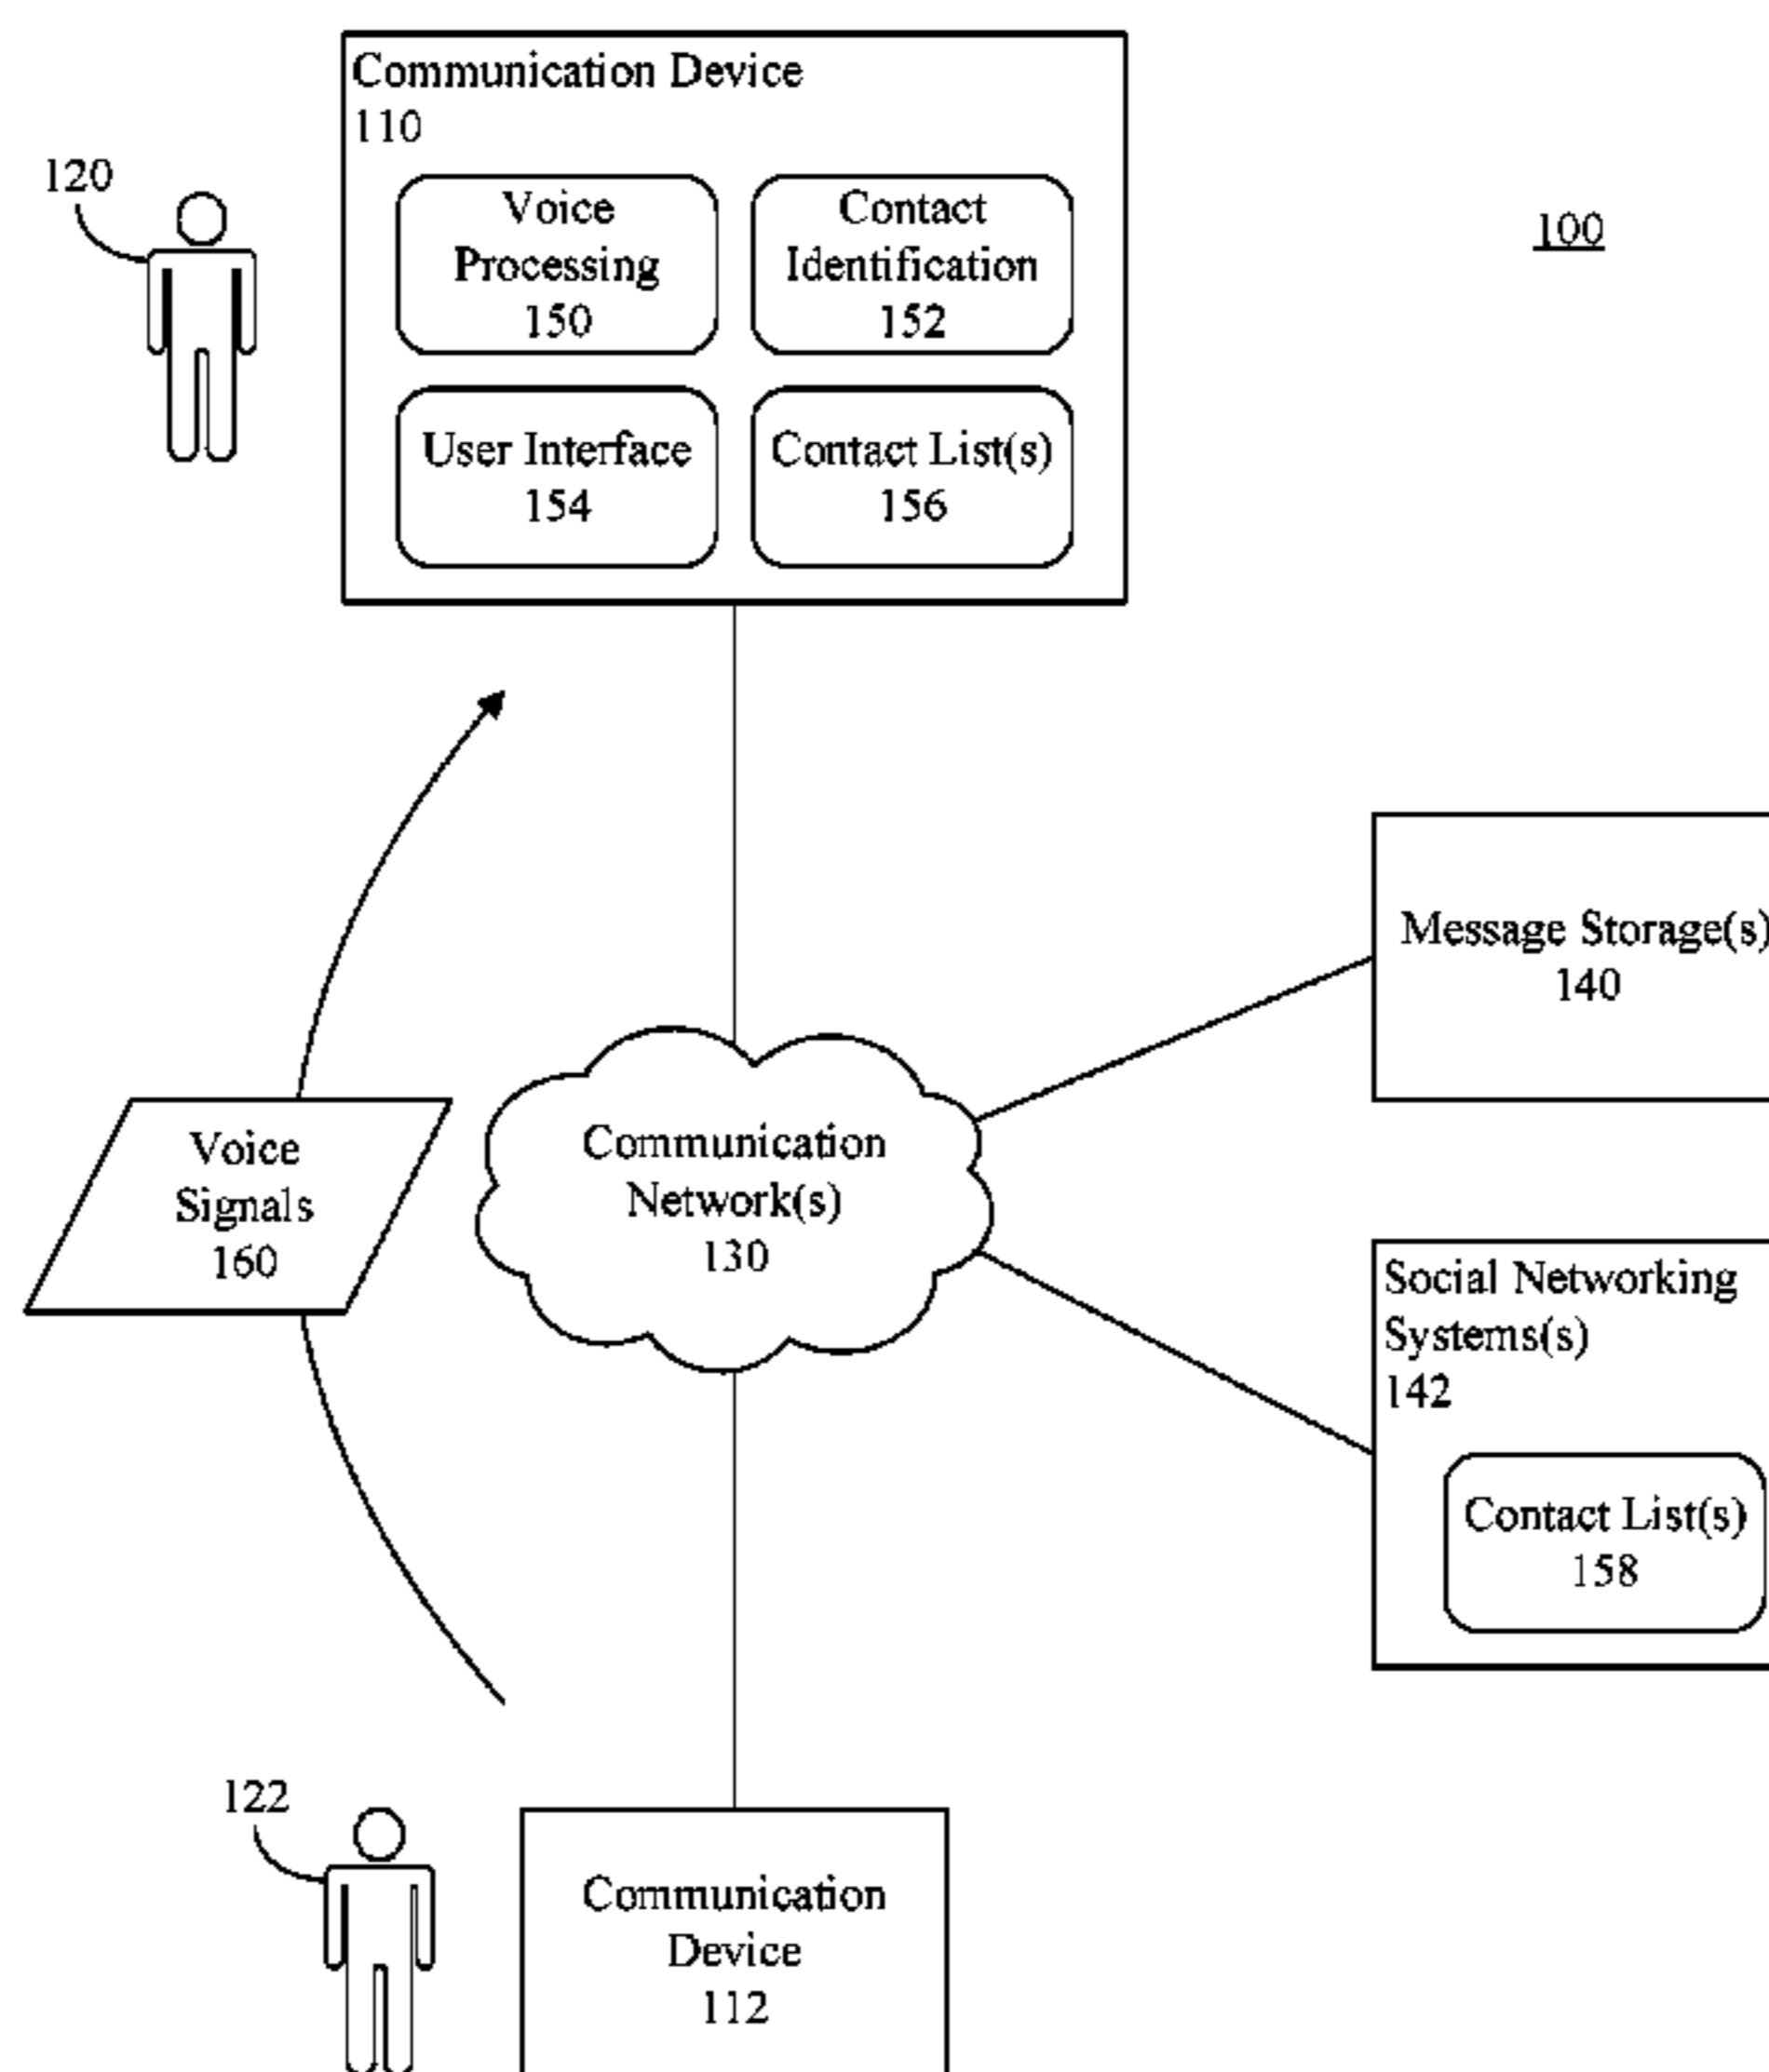 Communication Device
110
120
Voice
Processing
150
Contact
Identification
152
100
User Interface
154
Contact List(s)
156
Message Storage(s)
140
Voice
Signals
160
Communication
Network(s)
130
Social Networking
Systems(s)
142
Contact List(s)
158
122
Communication
Device
112